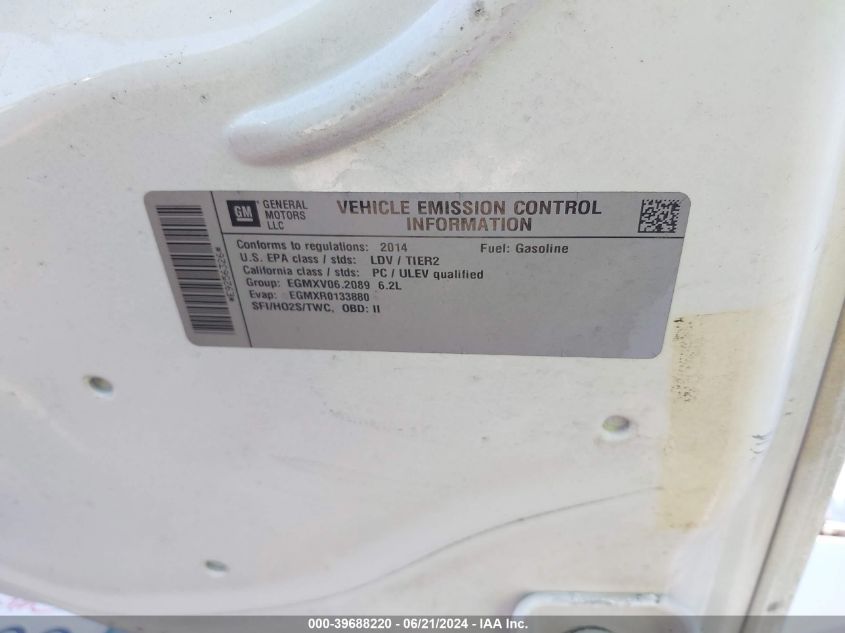 GM
GENERAL
MOTORS
LLC
VEHICLE EMISSION CONTROL
INFORMATION
Conforms to regulations: 2014 Fuel: Gasoline
U.S. EPA class / stds: LDV / TIER2
California class / stds: PC / ULEV qualified
Group: EGMXV06.2089 6.2L
Evap: EGMXR0133880
SFI/HO2S/TWC, OBD: II
*E9256326*
000-39688220 - 06/21/2024 - IAA Inc.